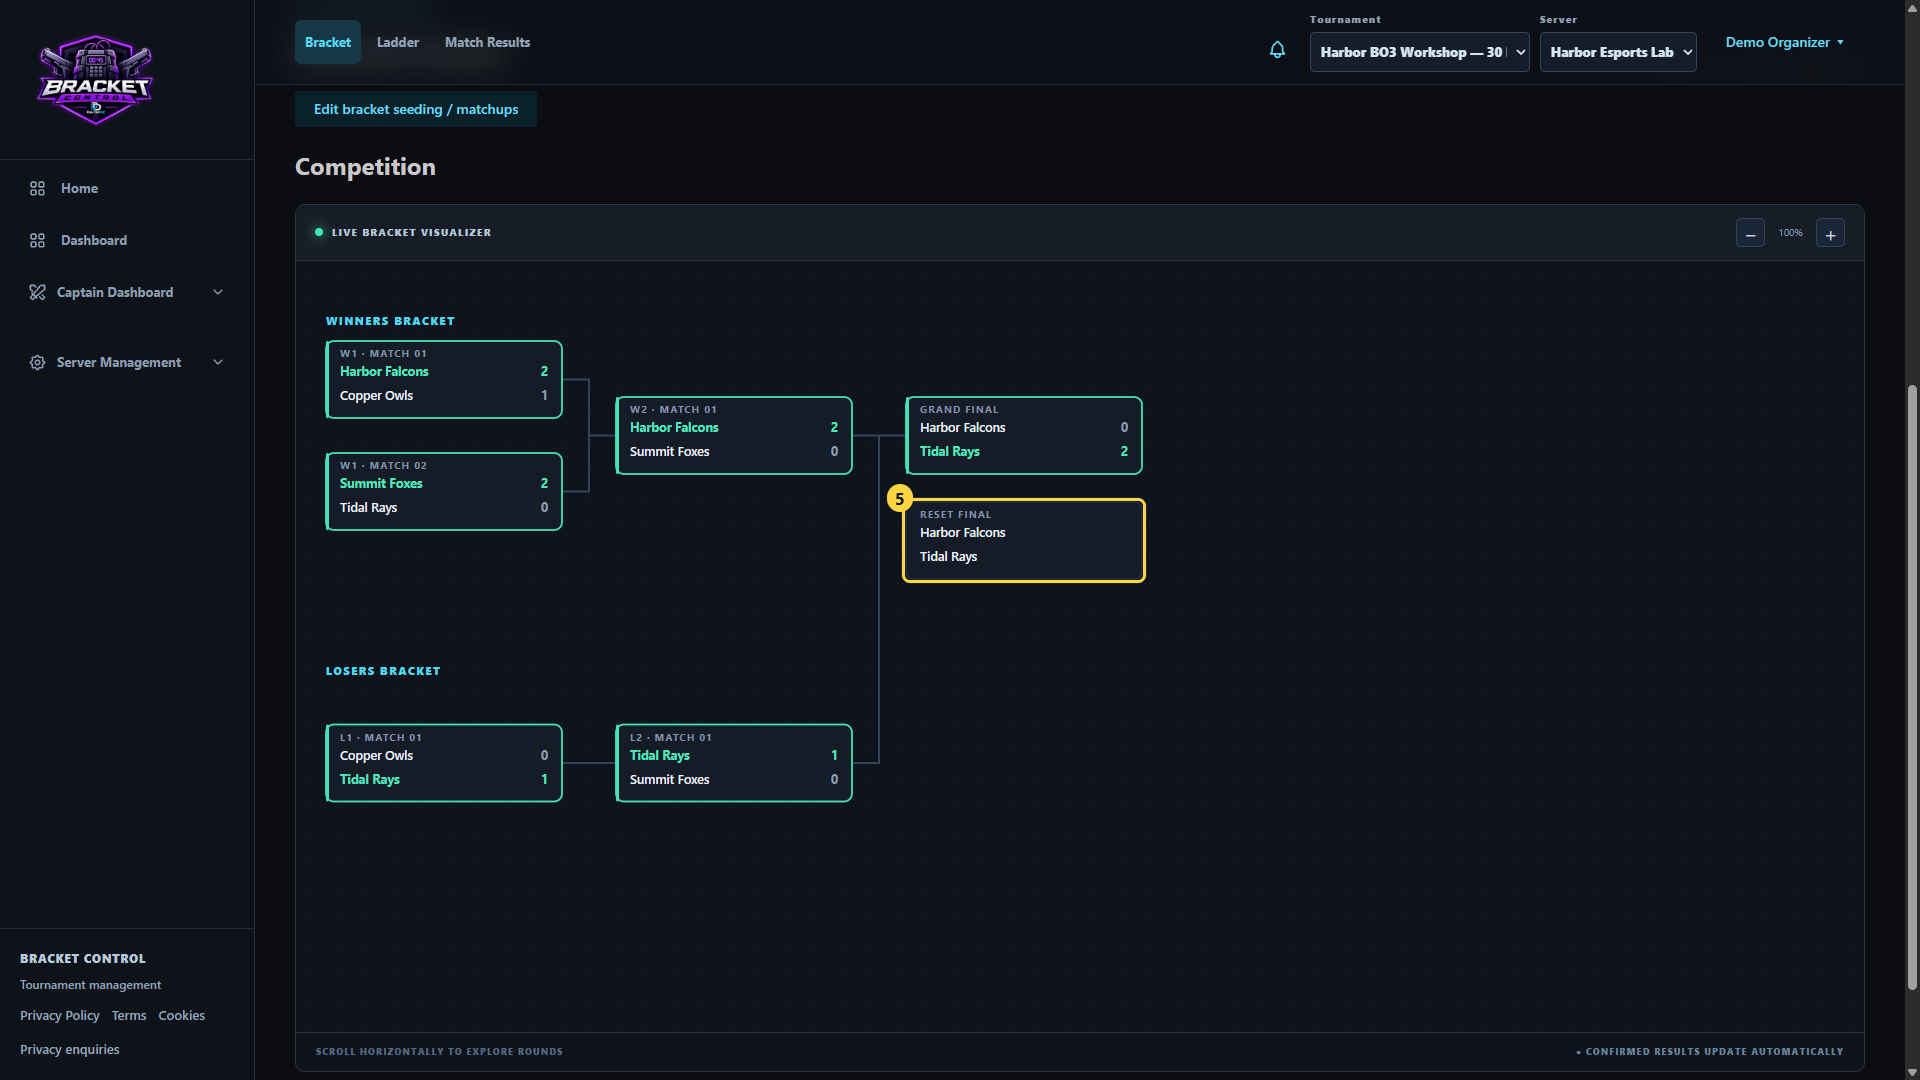 BRACKET
CONTROL
Home
Dashboard
Captain Dashboard
Server Management
BRACKET CONTROL
Tournament management
Privacy Policy Terms Cookies
Privacy enquiries
Bracket Ladder Match Results
Tournament
Harbor BO3 Workshop — 30
Server
Harbor Esports Lab
Demo Organizer
Edit bracket seeding / matchups
Competition
LIVE BRACKET VISUALIZER
− 100% +
WINNERS BRACKET
W1 · MATCH 01
Harbor Falcons 2
Copper Owls 1
W1 · MATCH 02
Summit Foxes 2
Tidal Rays 0
W2 · MATCH 01
Harbor Falcons 2
Summit Foxes 0
GRAND FINAL
Harbor Falcons 0
Tidal Rays 2
5
RESET FINAL
Harbor Falcons
Tidal Rays
LOSERS BRACKET
L1 · MATCH 01
Copper Owls 0
Tidal Rays 1
L2 · MATCH 01
Tidal Rays 1
Summit Foxes 0
SCROLL HORIZONTALLY TO EXPLORE ROUNDS
• CONFIRMED RESULTS UPDATE AUTOMATICALLY